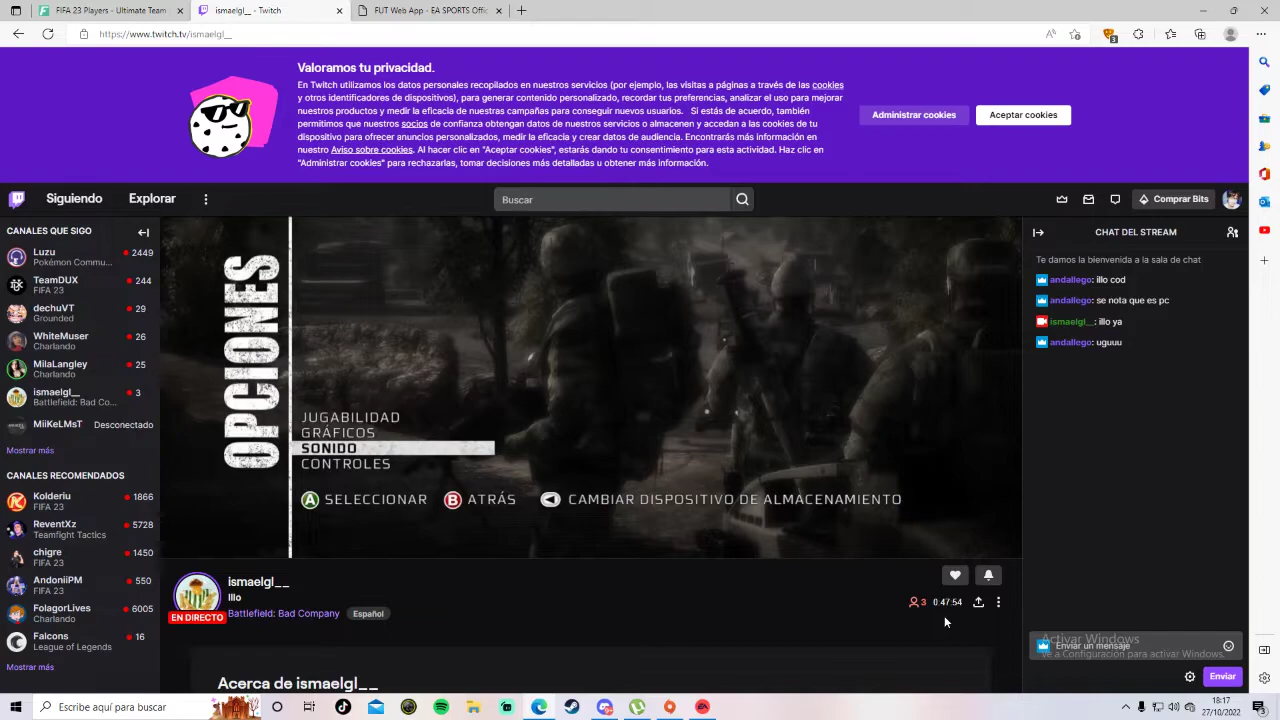 FIFA 23 Players - Ultimate Team
ismaelgl__ - Twitch
FUT Web App - EA SPORTS Offic
https://www.twitch.tv/ismaelgl__
Valoramos tu privacidad.
En Twitch utilizamos los datos personales recopilados en nuestros servicios (por ejemplo, las visitas a páginas a través de las cookies
y otros identificadores de dispositivos), para generar contenido personalizado, recordar tus preferencias, analizar el uso para mejorar
nuestros productos y medir la eficacia de nuestras campañas para conseguir nuevos usuarios. Si estás de acuerdo, también
permitimos que nuestros socios de confianza obtengan datos de nuestros servicios o almacenen y accedan a las cookies de tu
dispositivo para ofrecer anuncios personalizados, medir la eficacia y crear datos de audiencia. Encontrarás más información en
nuestro Aviso sobre cookies. Al hacer clic en "Aceptar cookies", estarás dando tu consentimiento para esta actividad. Haz clic en
"Administrar cookies" para rechazarlas, tomar decisiones más detalladas u obtener más información.
Administrar cookies
Aceptar cookies
Siguiendo
Explorar
Buscar
Comprar Bits
CANALES QUE SIGO
Luzu 2449
Pokémon Commu...
TeamDUX 244
FIFA 23
dechuVT 29
Grounded
WhiteMuser 26
Charlando
MilaLangley 25
Charlando
ismaelgl__ 3
Battlefield: Bad Co...
MiiKeLMsT Desconectado
Mostrar más
CANALES RECOMENDADOS
Kolderiu 1866
FIFA 23
ReventXz 5728
Teamfight Tactics
chigre 1450
FIFA 23
AndoniiPM 550
FIFA 23
FolagorLives 6005
Charlando
Falcons 16
League of Legends
Mostrar más
OPCIONES
JUGABILIDAD
GRÁFICOS
SONIDO
CONTROLES
A SELECCIONAR B ATRÁS CAMBIAR DISPOSITIVO DE ALMACENAMIENTO
ismaelgl__
Illo
Battlefield: Bad Company Español
EN DIRECTO
3 0:47:54
Acerca de ismaelgl__
CHAT DEL STREAM
Te damos la bienvenida a la sala de chat
andallego: illo cod
andallego: se nota que es pc
ismaelgl__: illo ya
andallego: uguuu
Activar Windows
Enviar un mensaje
Ve a Configuración para activar Windows.
Enviar
Escribe aquí para buscar
18:17
27/10/2022
3